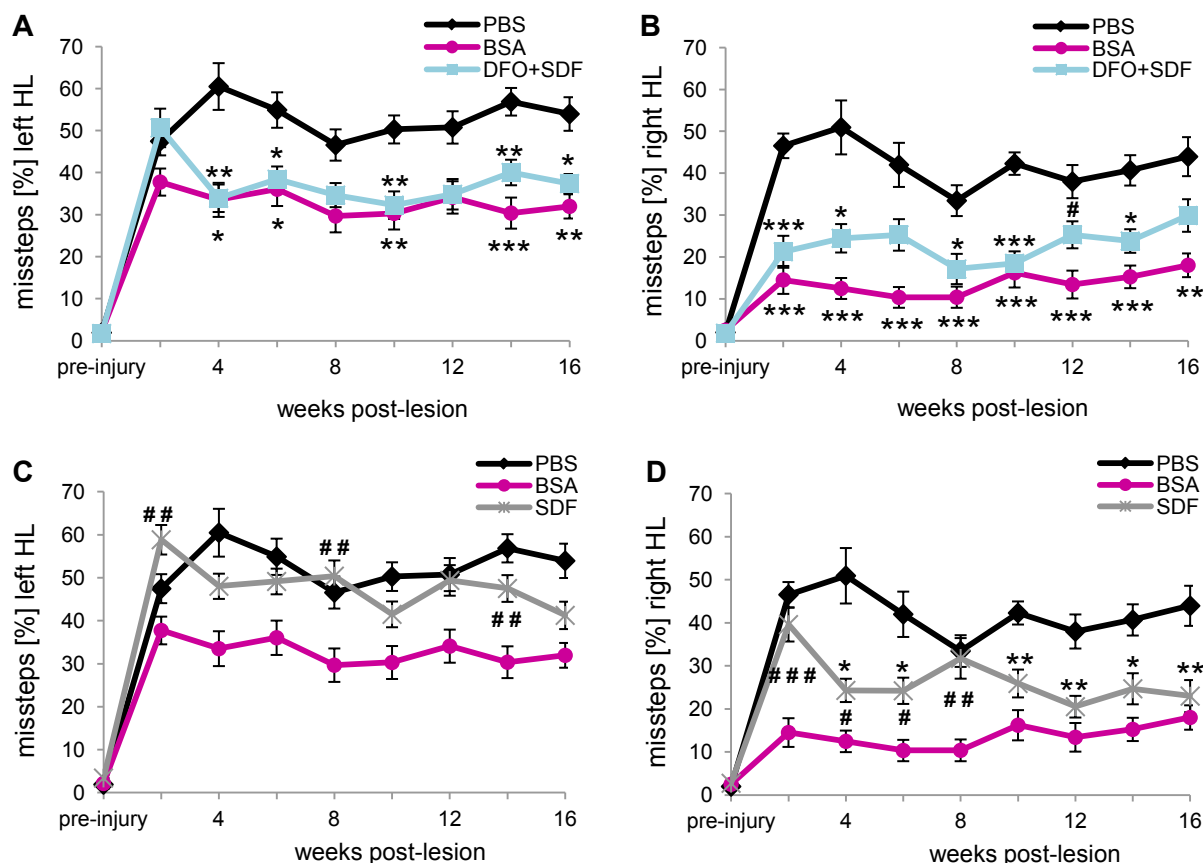 A
PBS
BSA
DFO+SDF
missteps [%] left HL
70
60
50
40
30
20
10
0
** * ** ** *
* * ** *** **
pre-injury 4 8 12 16
weeks post-lesion
B
PBS
BSA
DFO+SDF
missteps [%] right HL
70
60
50
40
30
20
10
0
*** * * *** # *
*** *** *** *** *** *** *** **
pre-injury 4 8 12 16
weeks post-lesion
C
PBS
BSA
SDF
missteps [%] left HL
70
60
50
40
30
20
10
0
## ## ##
pre-injury 4 8 12 16
weeks post-lesion
D
PBS
BSA
SDF
missteps [%] right HL
70
60
50
40
30
20
10
0
* * ** ** * **
### # # ##
pre-injury 4 8 12 16
weeks post-lesion